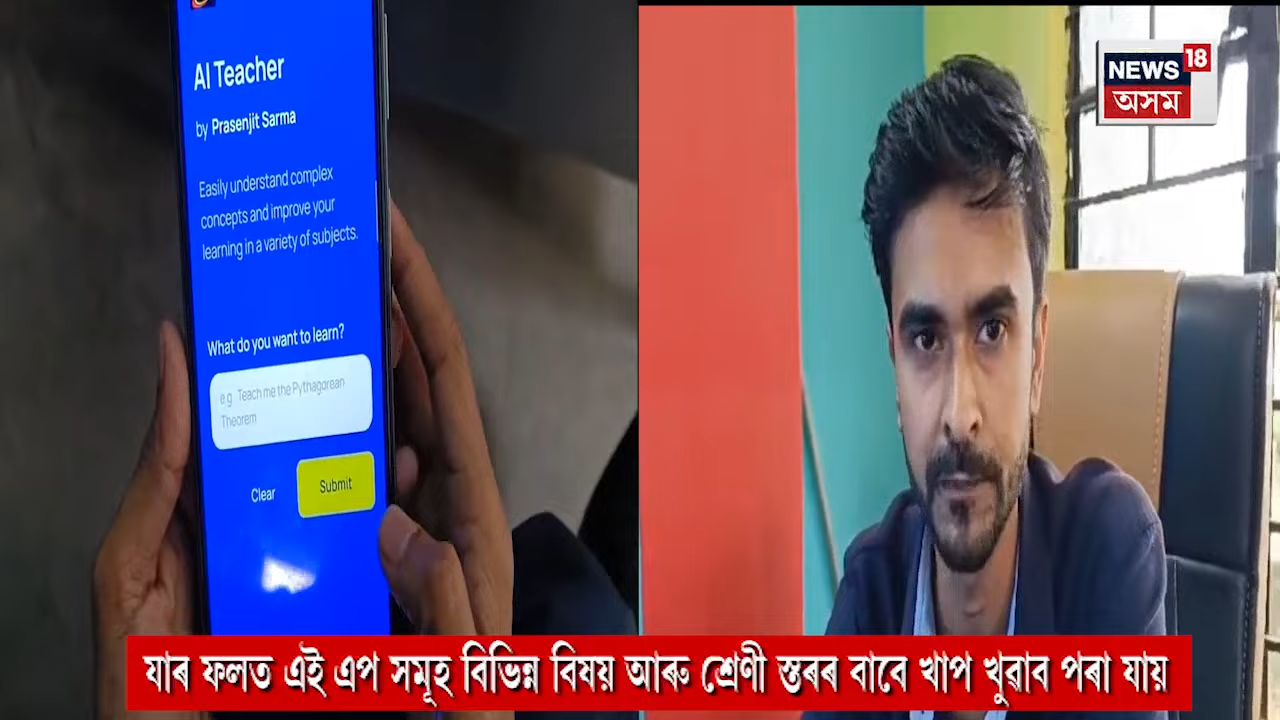 AI Teacher
by Prasenjit Sarma
Easily understand complex
concepts and improve your
learning in a variety of subjects.
What do you want to learn?
e.g Teach me the Pythagorean
Theorem
Clear
Submit
NEWS 18
অসম
যাৰ ফলত এই এপ সমূহ বিভিন্ন বিষয় আৰু শ্ৰেণী স্তৰৰ বাবে খাপ খুৱাব পৰা যায়